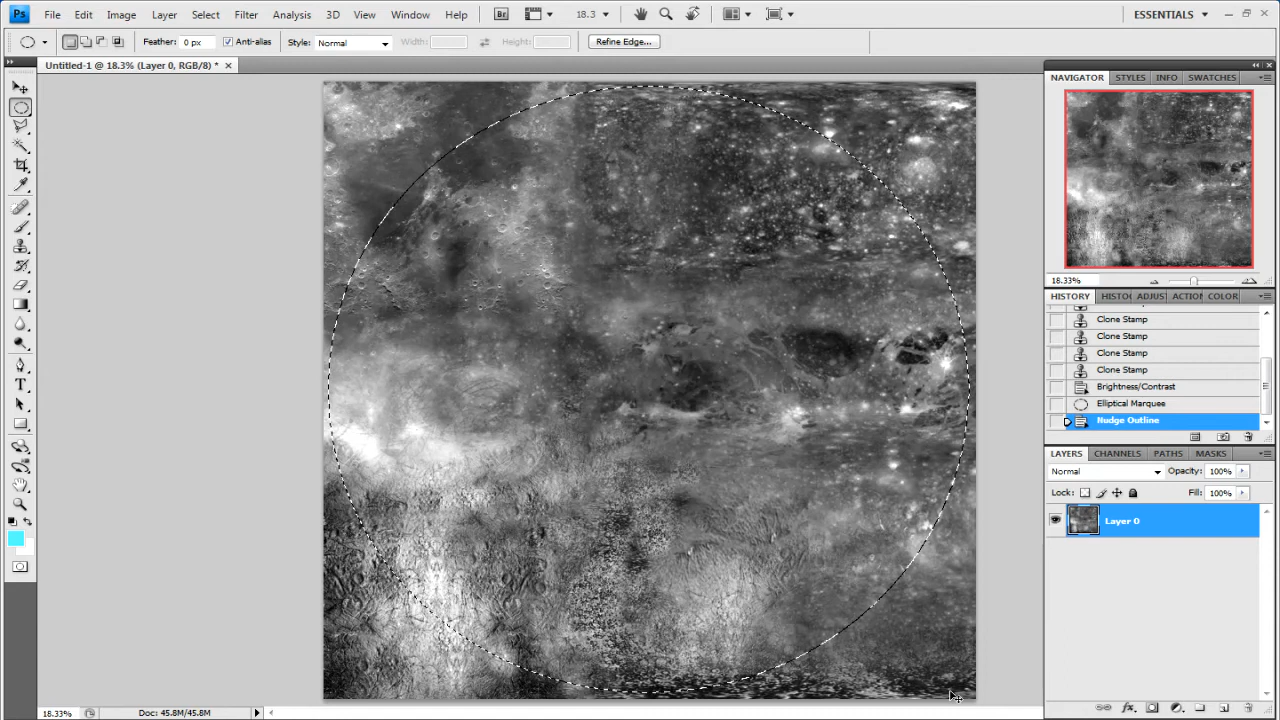 Ps File Edit Image Layer Select Filter Analysis 3D View Window Help Br 18.3 ESSENTIALS
Feather: 0 px Anti-alias Style: Normal Width: Height: Refine Edge...
Untitled-1 @ 18.3% (Layer 0, RGB/8) *
NAVIGATOR STYLES INFO SWATCHES
18.33%
HISTORY HISTO ADJUS ACTION COLOR
Clone Stamp
Clone Stamp
Clone Stamp
Clone Stamp
Brightness/Contrast
Elliptical Marquee
Nudge Outline
LAYERS CHANNELS PATHS MASKS
Normal Opacity: 100%
Lock: Fill: 100%
Layer 0
T
fx
18.33% Doc: 45.8M/45.8M